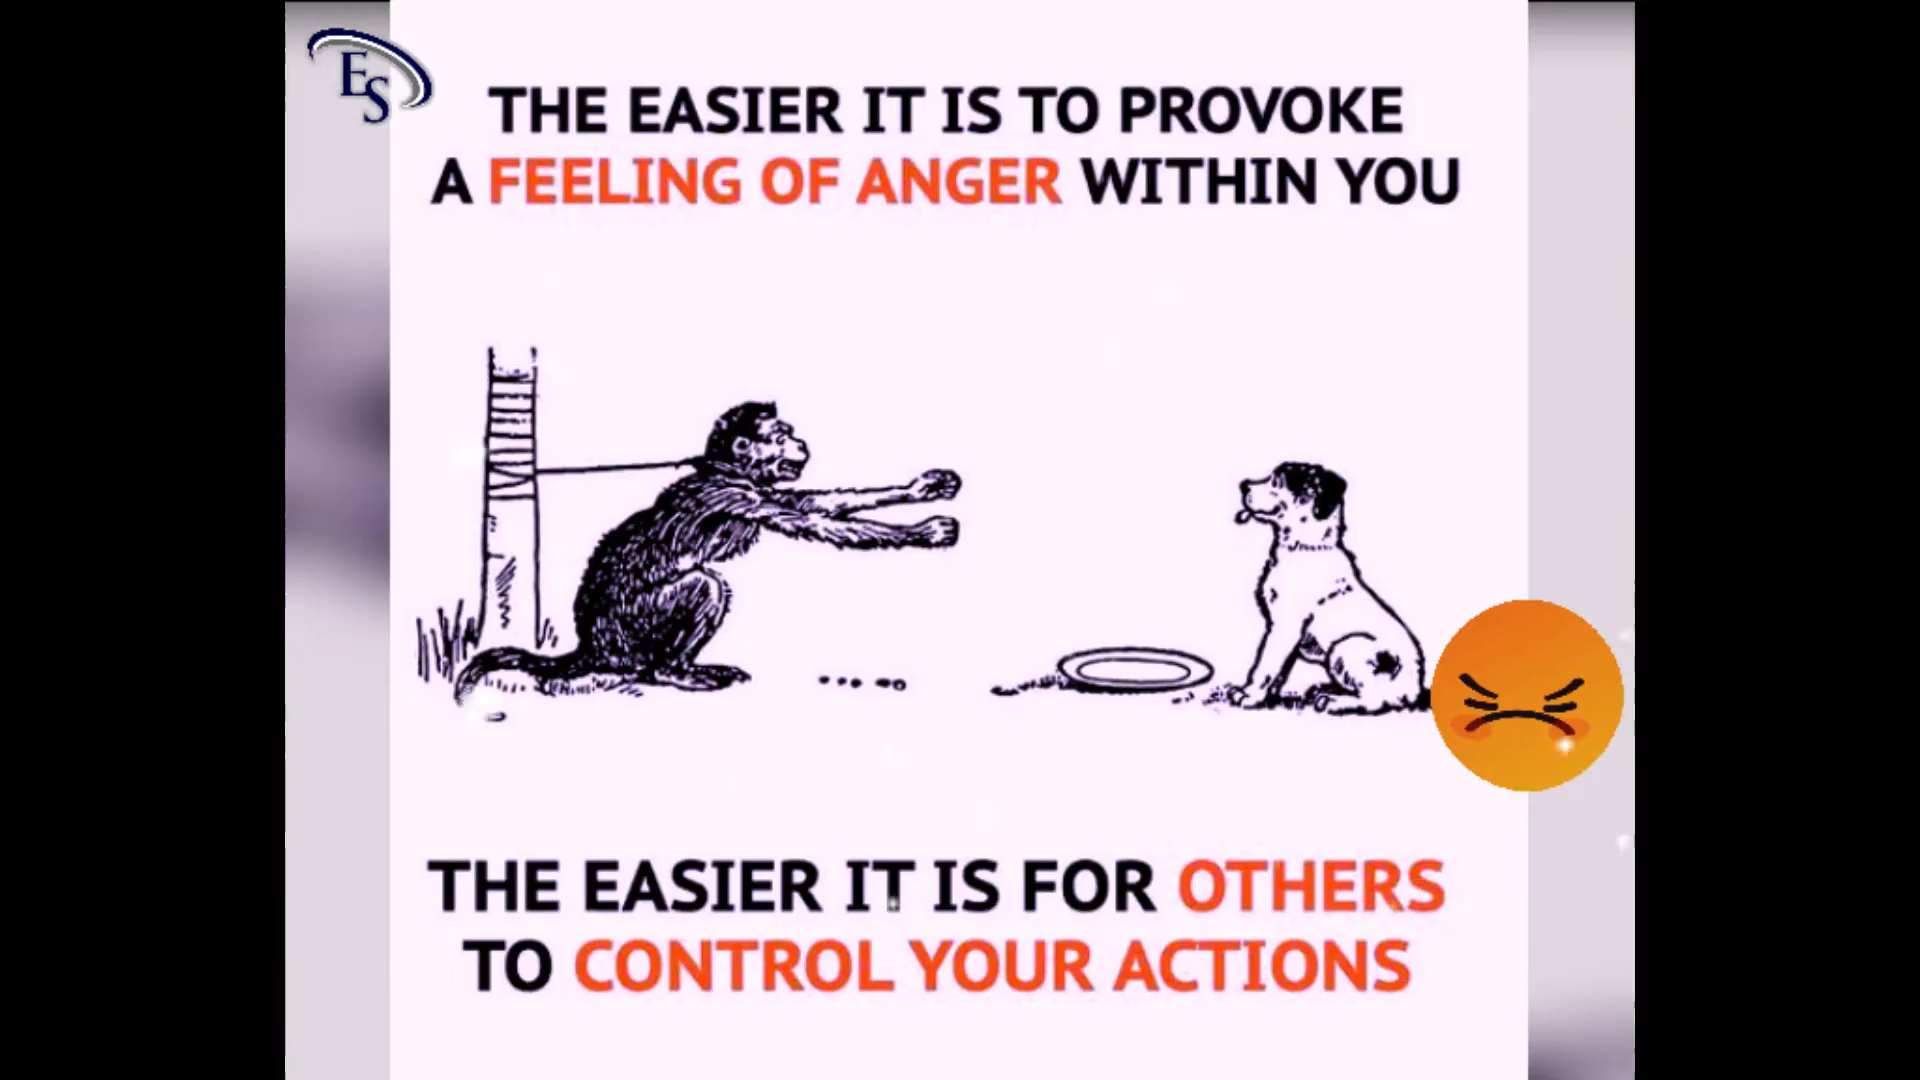 ES
THE EASIER IT IS TO PROVOKE
A FEELING OF ANGER WITHIN YOU
THE EASIER IT IS FOR OTHERS
TO CONTROL YOUR ACTIONS